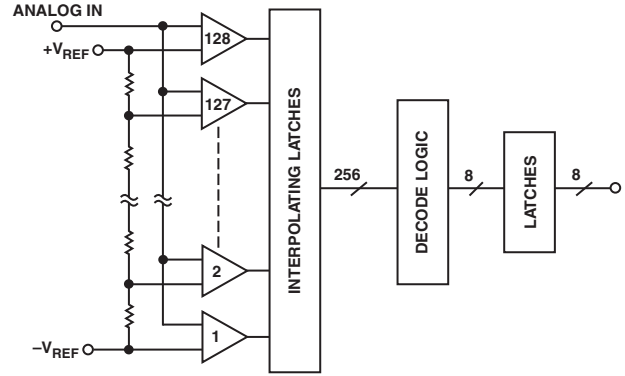 ANALOG IN
+VREF
128
127
2
1
–VREF
INTERPOLATING LATCHES
256
DECODE LOGIC
8
LATCHES
8